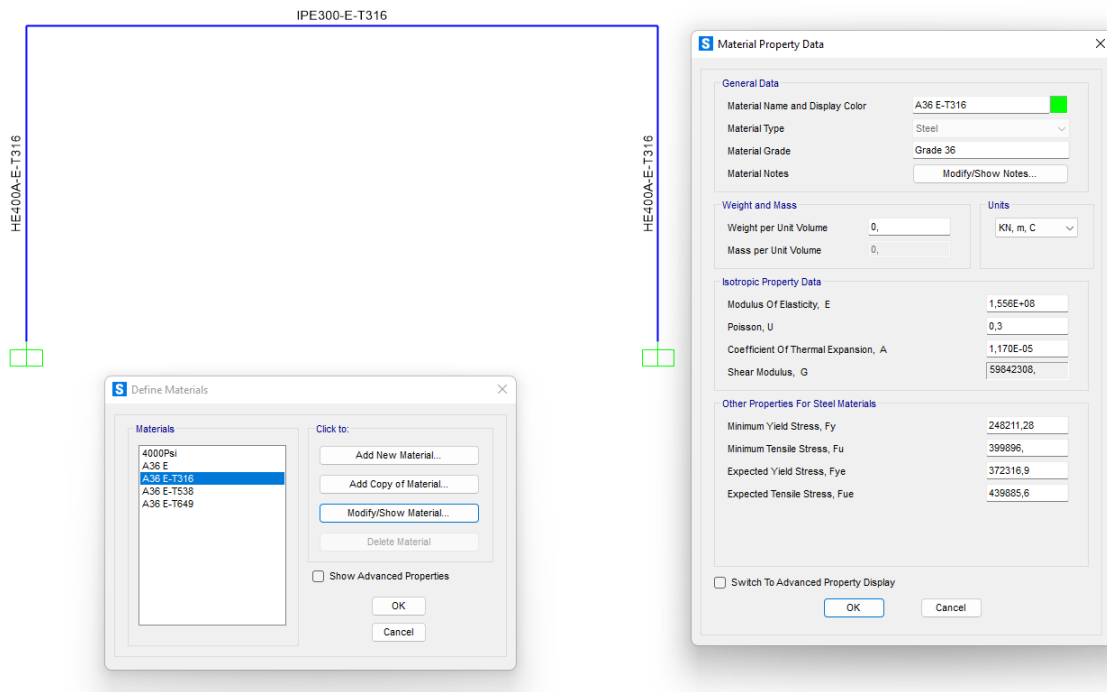 IPE300-E-T316
HE400A-E-T316
HE400A-E-T316
S Define Materials
Materials
4000Psi
A36 E
A36 E-T316
A36 E-T538
A36 E-T649
Click to:
Add New Material...
Add Copy of Material...
Modify/Show Material...
Delete Material
Show Advanced Properties
OK
Cancel
S Material Property Data
General Data
Material Name and Display Color A36 E-T316
Material Type Steel
Material Grade Grade 36
Material Notes Modify/Show Notes...
Weight and Mass
Weight per Unit Volume 0,
Mass per Unit Volume 0,
Units
KN, m, C
Isotropic Property Data
Modulus Of Elasticity, E 1,556E+08
Poisson, U 0,3
Coefficient Of Thermal Expansion, A 1,170E-05
Shear Modulus, G 59842308,
Other Properties For Steel Materials
Minimum Yield Stress, Fy 248211,28
Minimum Tensile Stress, Fu 399896,
Expected Yield Stress, Fye 372316,9
Expected Tensile Stress, Fue 439885,6
Switch To Advanced Property Display
OK Cancel